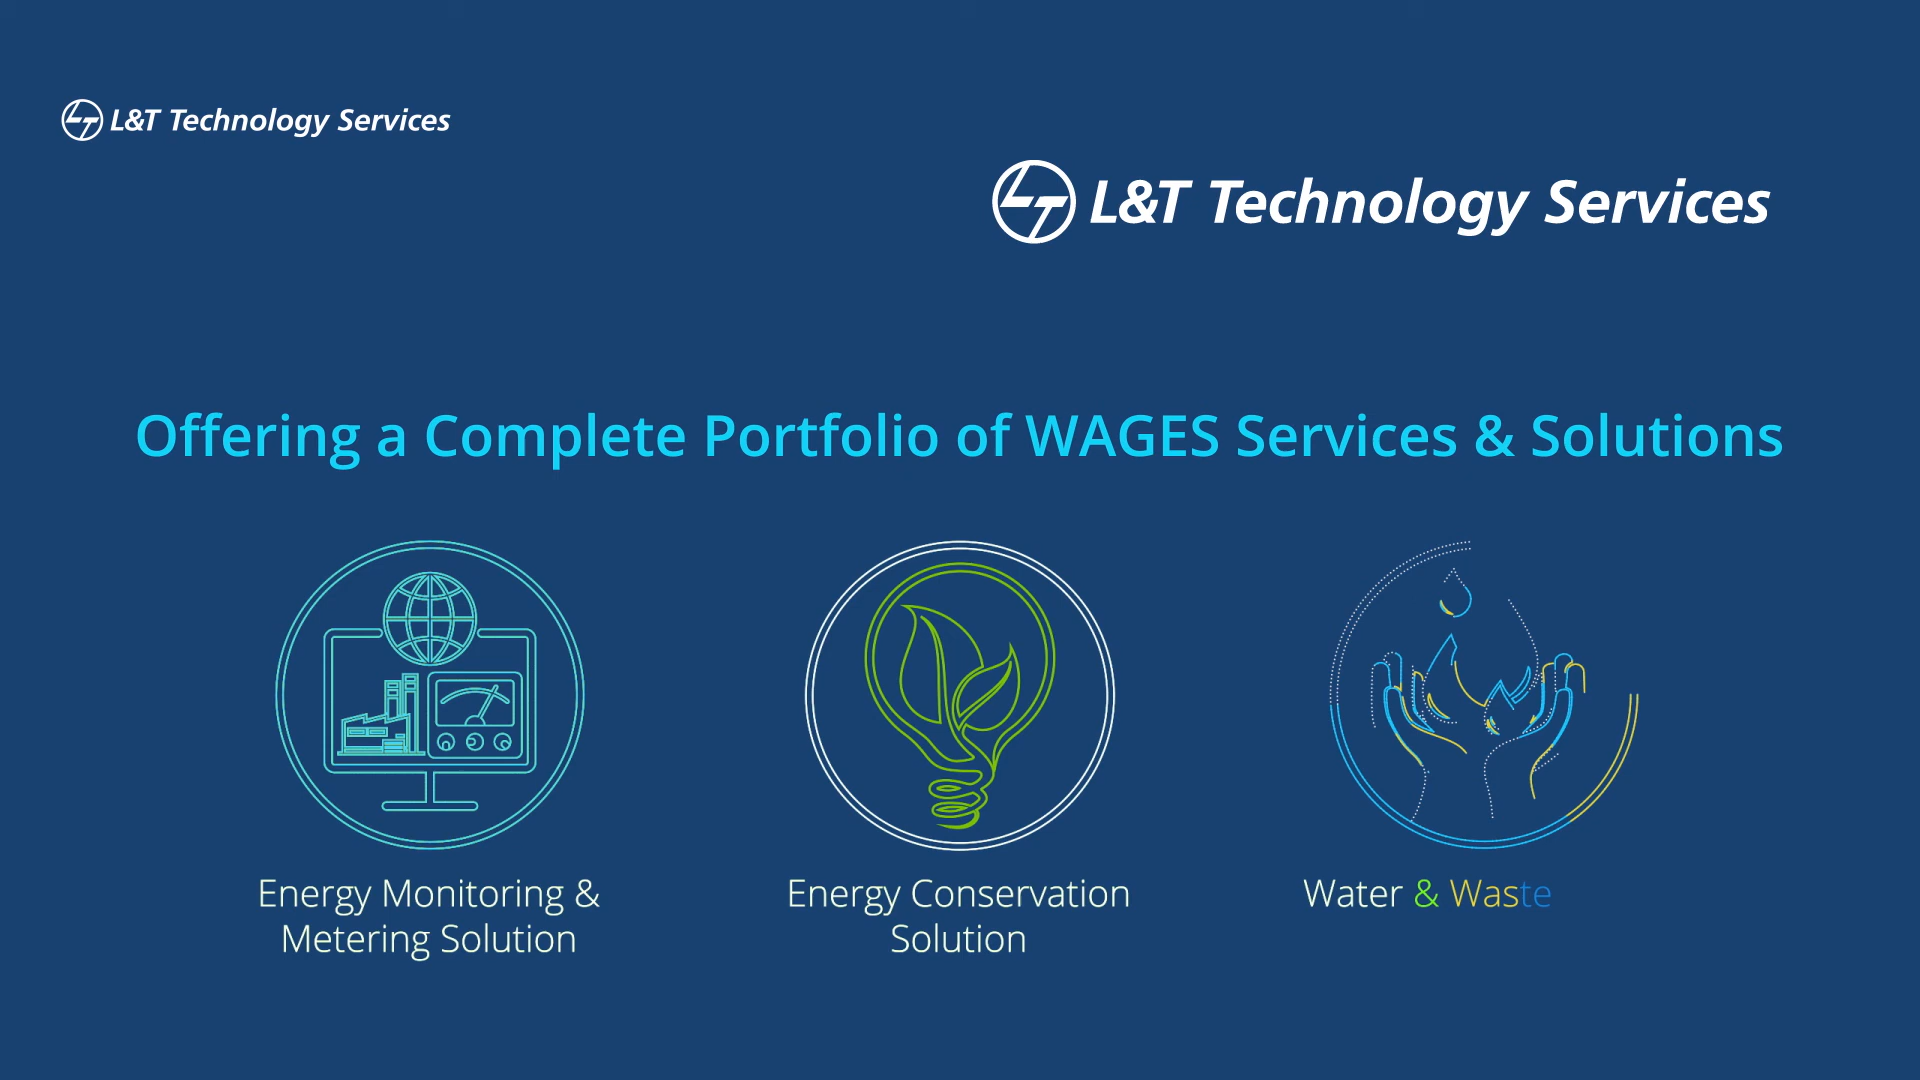 L&T Technology Services
L&T Technology Services
Offering a Complete Portfolio of WAGES Services & Solutions
Energy Monitoring &
Metering Solution
Energy Conservation
Solution
Water & Waste